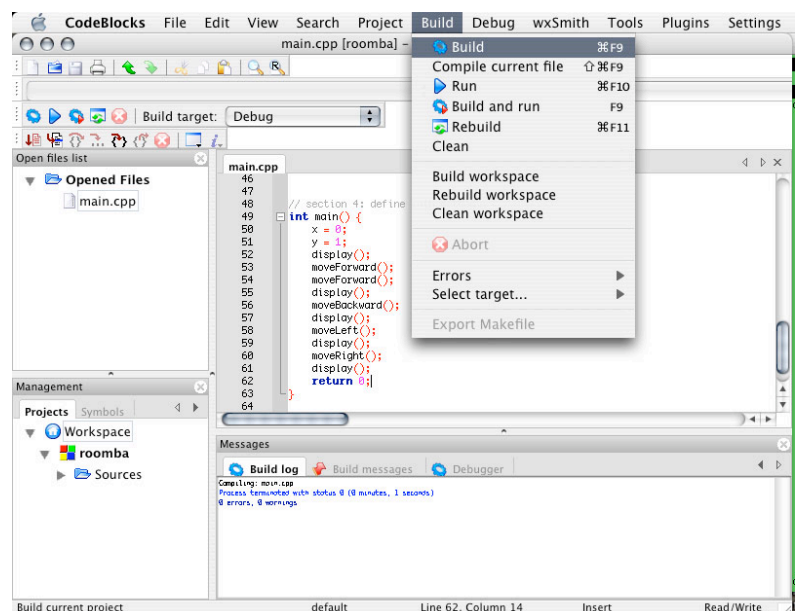 CodeBlocks File Edit View Search Project Build Debug wxSmith Tools Plugins Settings
main.cpp [roomba] –
Build ⌘F9
Compile current file ⇧⌘F9
Run ⌘F10
Build and run F9
Rebuild ⌘F11
Clean
Build workspace
Rebuild workspace
Clean workspace
Abort
Errors
Select target...
Export Makefile
Build target: Debug
Open files list
Opened Files
main.cpp
main.cpp
46
47
48 // section 4: define
49 int main() {
50 x = 0;
51 y = 1;
52 display();
53 moveForward();
54 moveForward();
55 display();
56 moveBackward();
57 display();
58 moveLeft();
59 display();
60 moveRight();
61 display();
62 return 0;
63 }
64
Management
Projects Symbols
Workspace
roomba
Sources
Messages
Build log Build messages Debugger
Compiling: main.cpp
Process terminated with status 0 (0 minutes, 1 seconds)
0 errors, 0 warnings
Build current project default Line 62, Column 14 Insert Read/Write